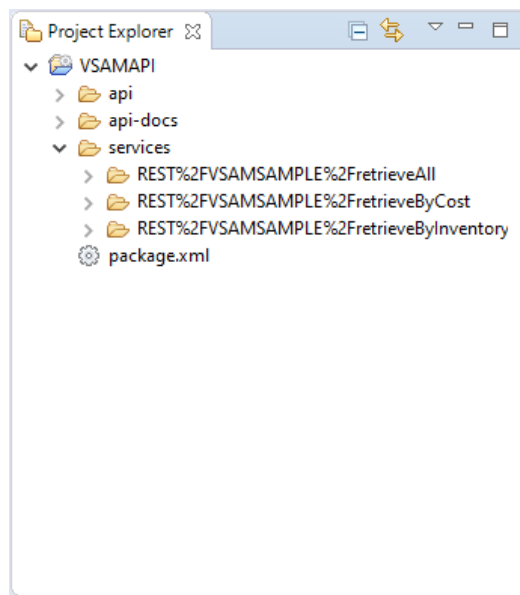 Project Explorer
VSAMAPI
api
api-docs
services
REST%2FVSAMSAMPLE%2FretrieveAll
REST%2FVSAMSAMPLE%2FretrieveByCost
REST%2FVSAMSAMPLE%2FretrieveByInventory
package.xml